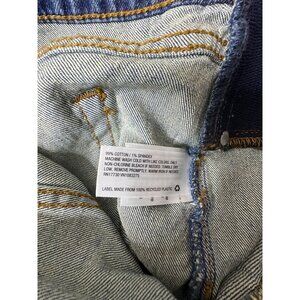 99% COTTON / 1% SPANDEX
MACHINE WASH COLD WITH LIKE COLORS, ONLY
NON-CHLORINE BLEACH IF NEEDED. TUMBLE DRY
LOW. REMOVE PROMPTLY. WARM IRON IF NEEDED.
RN17730
LABEL MADE FROM 100% RECYCLED PLASTIC